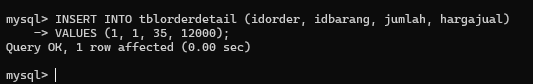 mysql> INSERT INTO tblorderdetail (idorder, idbarang, jumlah, hargajual)
    -> VALUES (1, 1, 35, 12000);
Query OK, 1 row affected (0.00 sec)
mysql>